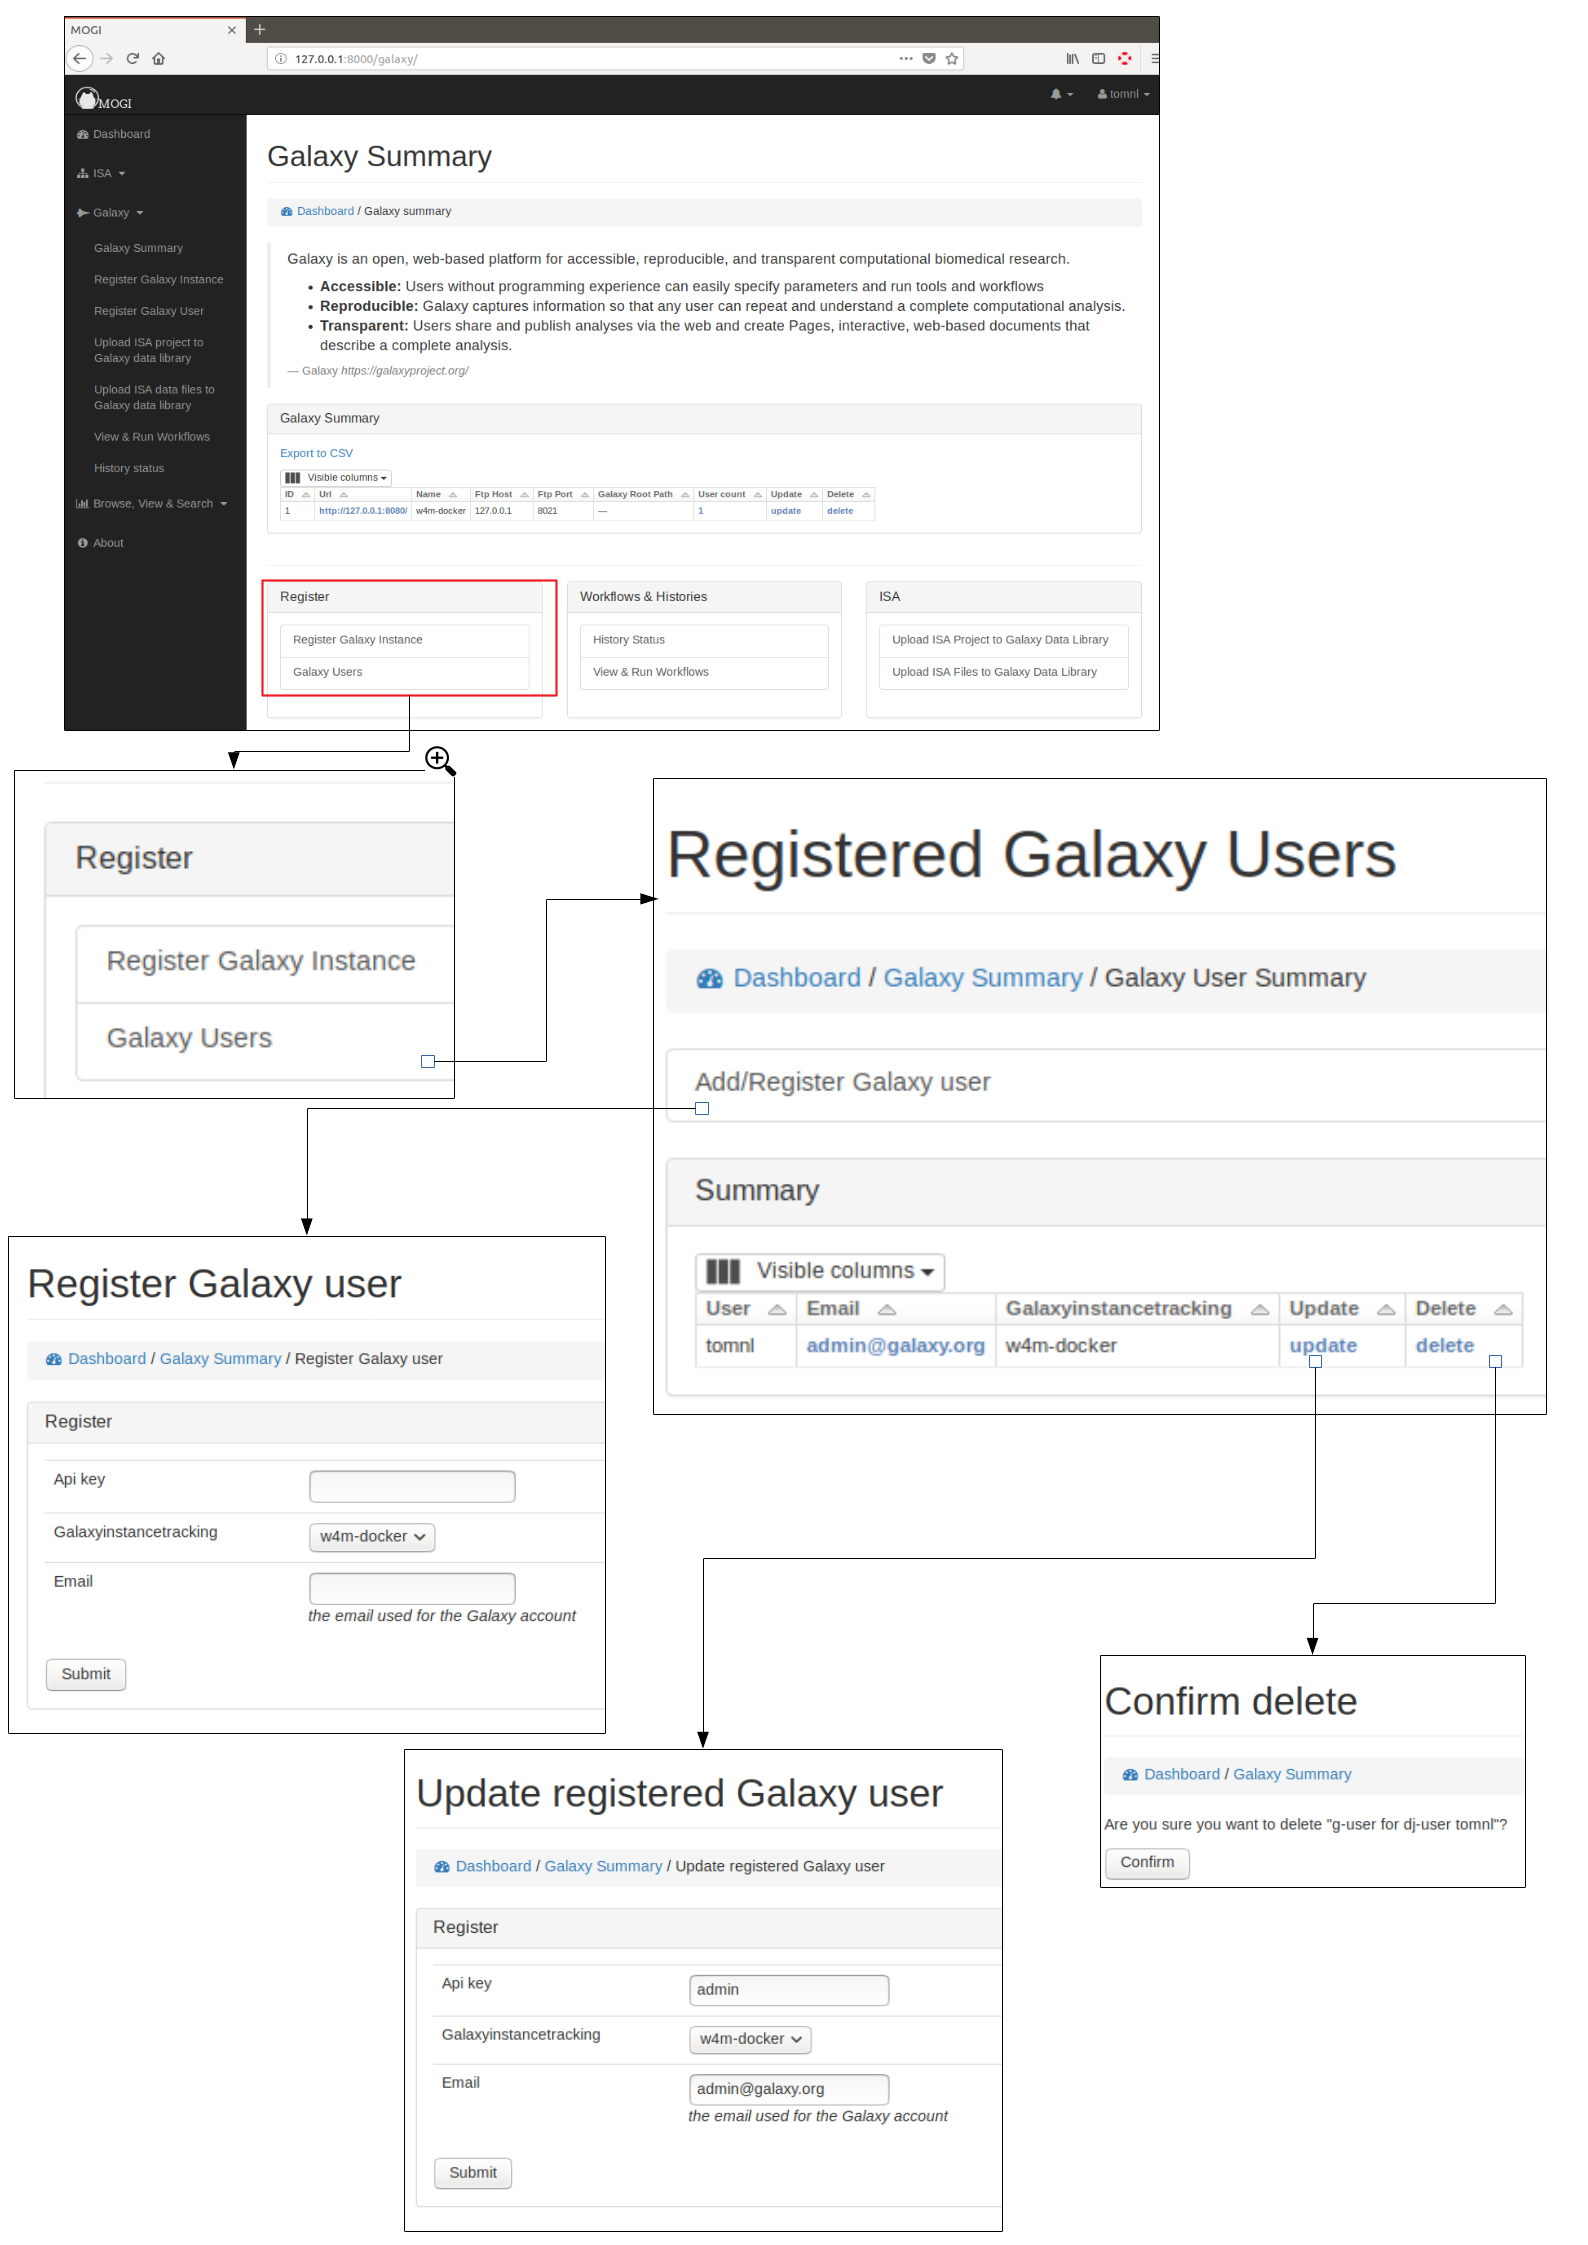 MOGI
127.0.0.1:8000/galaxy/
MOGI
tomnl
Dashboard
ISA
Galaxy
Galaxy Summary
Register Galaxy Instance
Register Galaxy User
Upload ISA project to
Galaxy data library
Upload ISA data files to
Galaxy data library
View & Run Workflows
History status
Browse, View & Search
About
Galaxy Summary
Dashboard / Galaxy summary
Galaxy is an open, web-based platform for accessible, reproducible, and transparent computational biomedical research.
• Accessible: Users without programming experience can easily specify parameters and run tools and workflows
• Reproducible: Galaxy captures information so that any user can repeat and understand a complete computational analysis.
• Transparent: Users share and publish analyses via the web and create Pages, interactive, web-based documents that
describe a complete analysis.
— Galaxy https://galaxyproject.org/
Galaxy Summary
Export to CSV
Visible columns
ID Url Name Ftp Host Ftp Port Galaxy Root Path User count Update Delete
1 http://127.0.0.1:8080/ w4m-docker 127.0.0.1 8021 — 1 update delete
Register
Register Galaxy Instance
Galaxy Users
Workflows & Histories
History Status
View & Run Workflows
ISA
Upload ISA Project to Galaxy Data Library
Upload ISA Files to Galaxy Data Library
Register
Register Galaxy Instance
Galaxy Users
Registered Galaxy Users
Dashboard / Galaxy Summary / Galaxy User Summary
Add/Register Galaxy user
Summary
Visible columns
User Email Galaxyinstancetracking Update Delete
tomnl admin@galaxy.org w4m-docker update delete
Register Galaxy user
Dashboard / Galaxy Summary / Register Galaxy user
Register
Api key
Galaxyinstancetracking w4m-docker
Email
the email used for the Galaxy account
Submit
Update registered Galaxy user
Dashboard / Galaxy Summary / Update registered Galaxy user
Register
Api key admin
Galaxyinstancetracking w4m-docker
Email admin@galaxy.org
the email used for the Galaxy account
Submit
Confirm delete
Dashboard / Galaxy Summary
Are you sure you want to delete "g-user for dj-user tomnl"?
Confirm